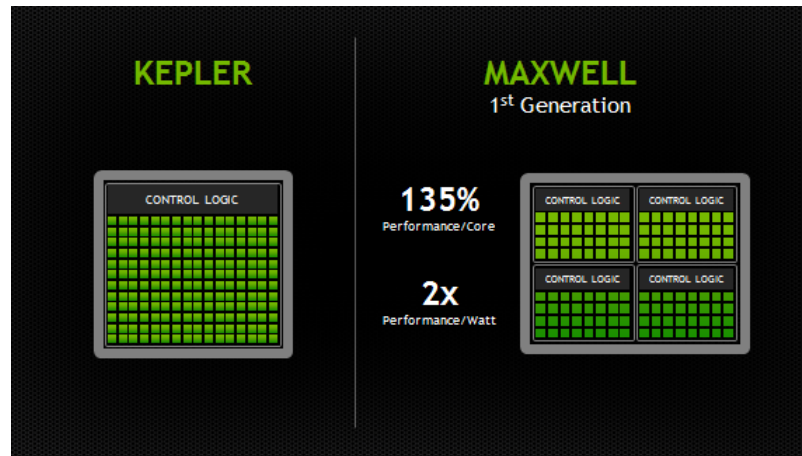 KEPLER
CONTROL LOGIC
MAXWELL
1st Generation
135%
Performance/Core
2x
Performance/Watt
CONTROL LOGIC CONTROL LOGIC
CONTROL LOGIC CONTROL LOGIC